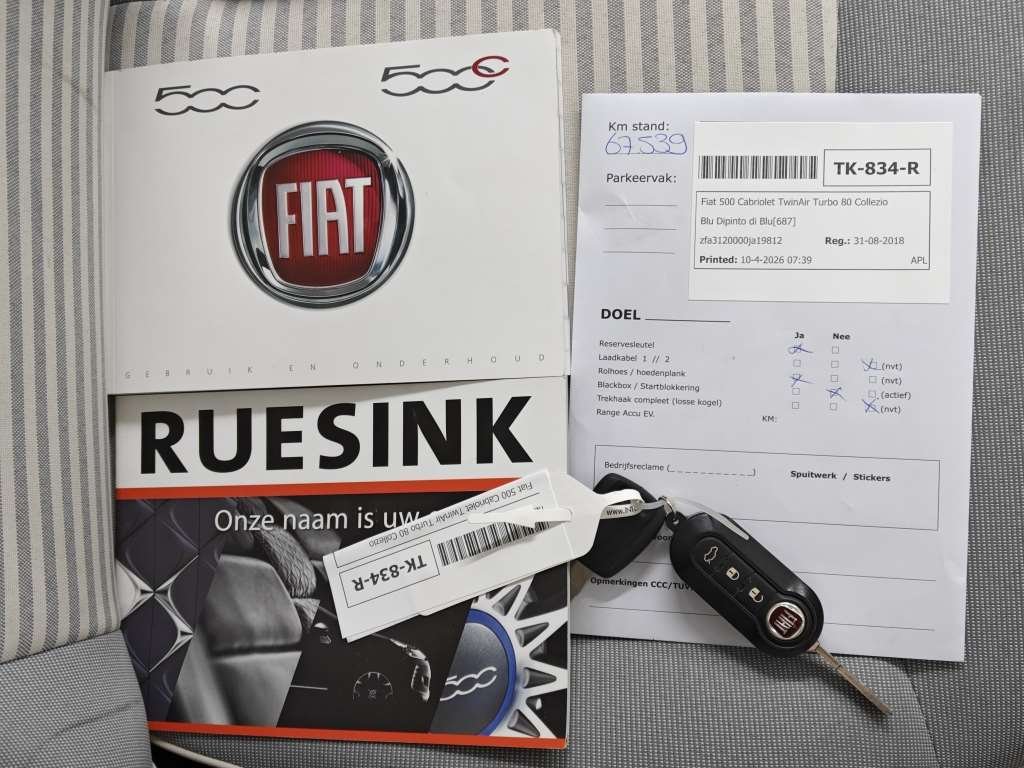 500 500C
FIAT
GEBRUIK EN ONDERHOUD
RUESINK
Onze naam is uw
Fiat 500 Cabriolet TwinAir Turbo 80 Collezio
TK-834-R
500
Km stand:
67.539
Parkeervak:
TK-834-R
Fiat 500 Cabriolet TwinAir Turbo 80 Collezio
Blu Dipinto di Blu[687]
zfa3120000ja19812 Reg.: 31-08-2018
Printed: 10-4-2026 07:39 APL
DOEL
Ja Nee
Reservesleutel
Laadkabel 1 // 2 (nvt)
Rolhoes / hoedenplank (nvt)
Blackbox / Startblokkering (actief)
Trekhaak compleet (losse kogel) (nvt)
Range Accu EV. KM:
Bedrijfsreclame (_ _ _ _ _ _ _ _ _ _ _) Spuitwerk / Stickers
Opmerkingen CCC/TUV
www.
FIAT